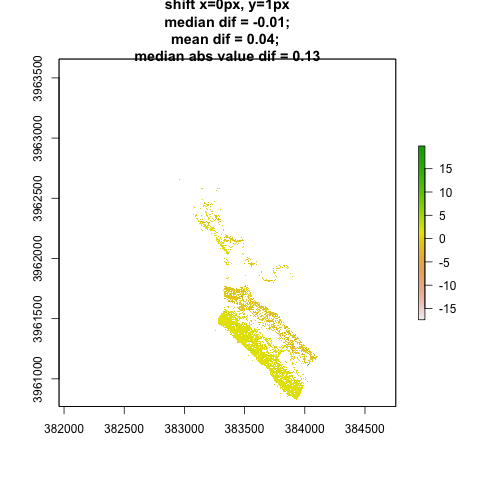 shift x=0px, y=1px
median dif = -0.01;
mean dif = 0.04;
median abs value dif = 0.13
3963500
3963000
3962500
3962000
3961500
3961000
382000 382500 383000 383500 384000 384500
15
10
5
0
-5
-10
-15